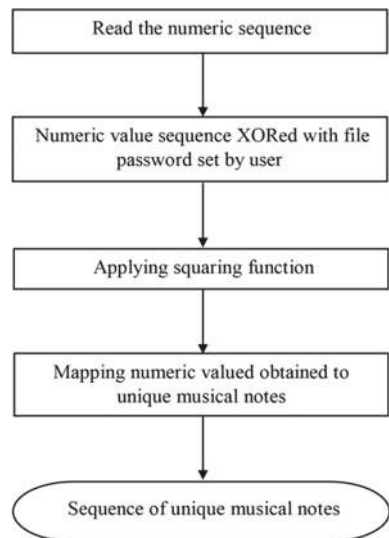 Read the numeric sequence
Numeric value sequence XORed with file
password set by user
Applying squaring function
Mapping numeric valued obtained to
unique musical notes
Sequence of unique musical notes